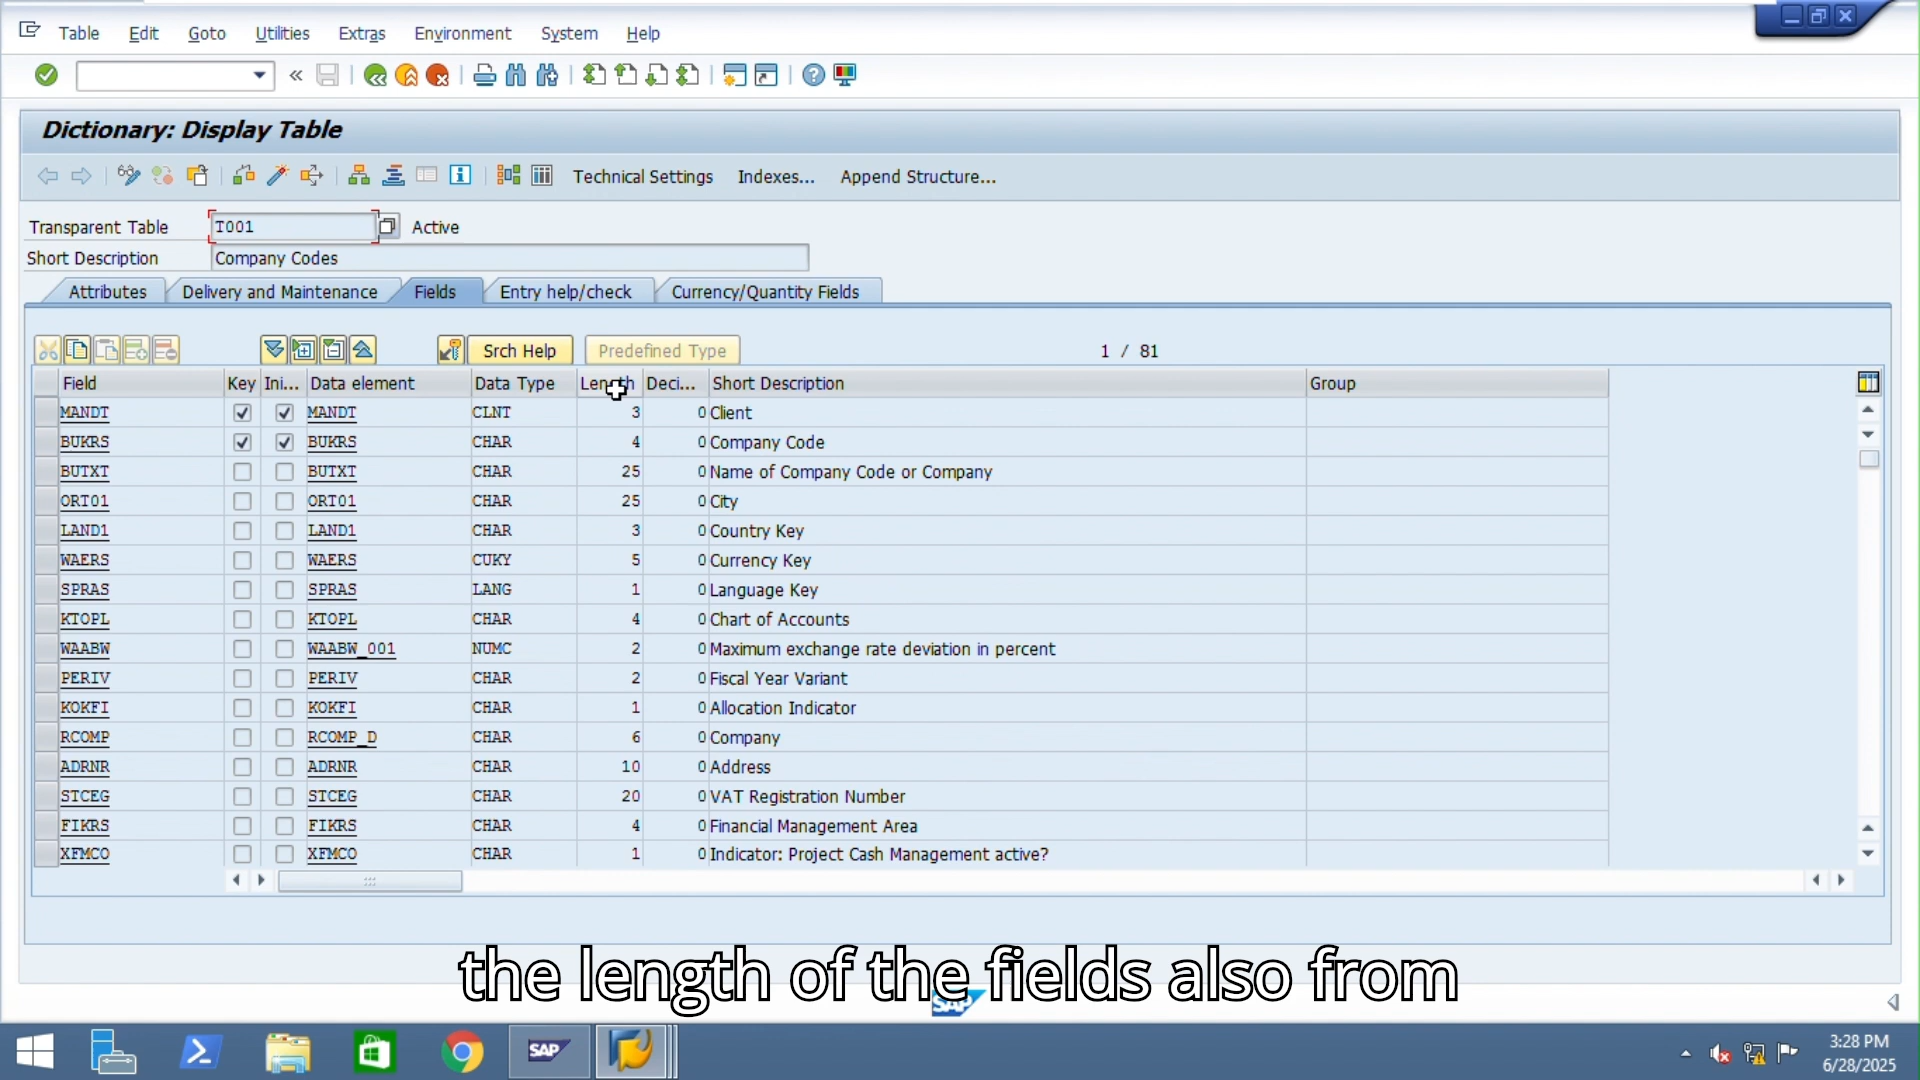 Table Edit Goto Utilities Extras Environment System Help
Dictionary: Display Table
Technical Settings Indexes... Append Structure...
Transparent Table T001 Active
Short Description Company Codes
Attributes Delivery and Maintenance Fields Entry help/check Currency/Quantity Fields
Srch Help Predefined Type 1 / 81
Field Key Ini... Data element Data Type Length Deci... Short Description Group
MANDT MANDT CLNT 3 0 Client
BUKRS BUKRS CHAR 4 0 Company Code
BUTXT BUTXT CHAR 25 0 Name of Company Code or Company
ORT01 ORT01 CHAR 25 0 City
LAND1 LAND1 CHAR 3 0 Country Key
WAERS WAERS CUKY 5 0 Currency Key
SPRAS SPRAS LANG 1 0 Language Key
KTOPL KTOPL CHAR 4 0 Chart of Accounts
WAABW WAABW_001 NUMC 2 0 Maximum exchange rate deviation in percent
PERIV PERIV CHAR 2 0 Fiscal Year Variant
KOKFI KOKFI CHAR 1 0 Allocation Indicator
RCOMP RCOMP_D CHAR 6 0 Company
ADRNR ADRNR CHAR 10 0 Address
STCEG STCEG CHAR 20 0 VAT Registration Number
FIKRS FIKRS CHAR 4 0 Financial Management Area
XFMCO XFMCO CHAR 1 0 Indicator: Project Cash Management active?
the length of the fields also from
SAP
SAP
3:28 PM
6/28/2025